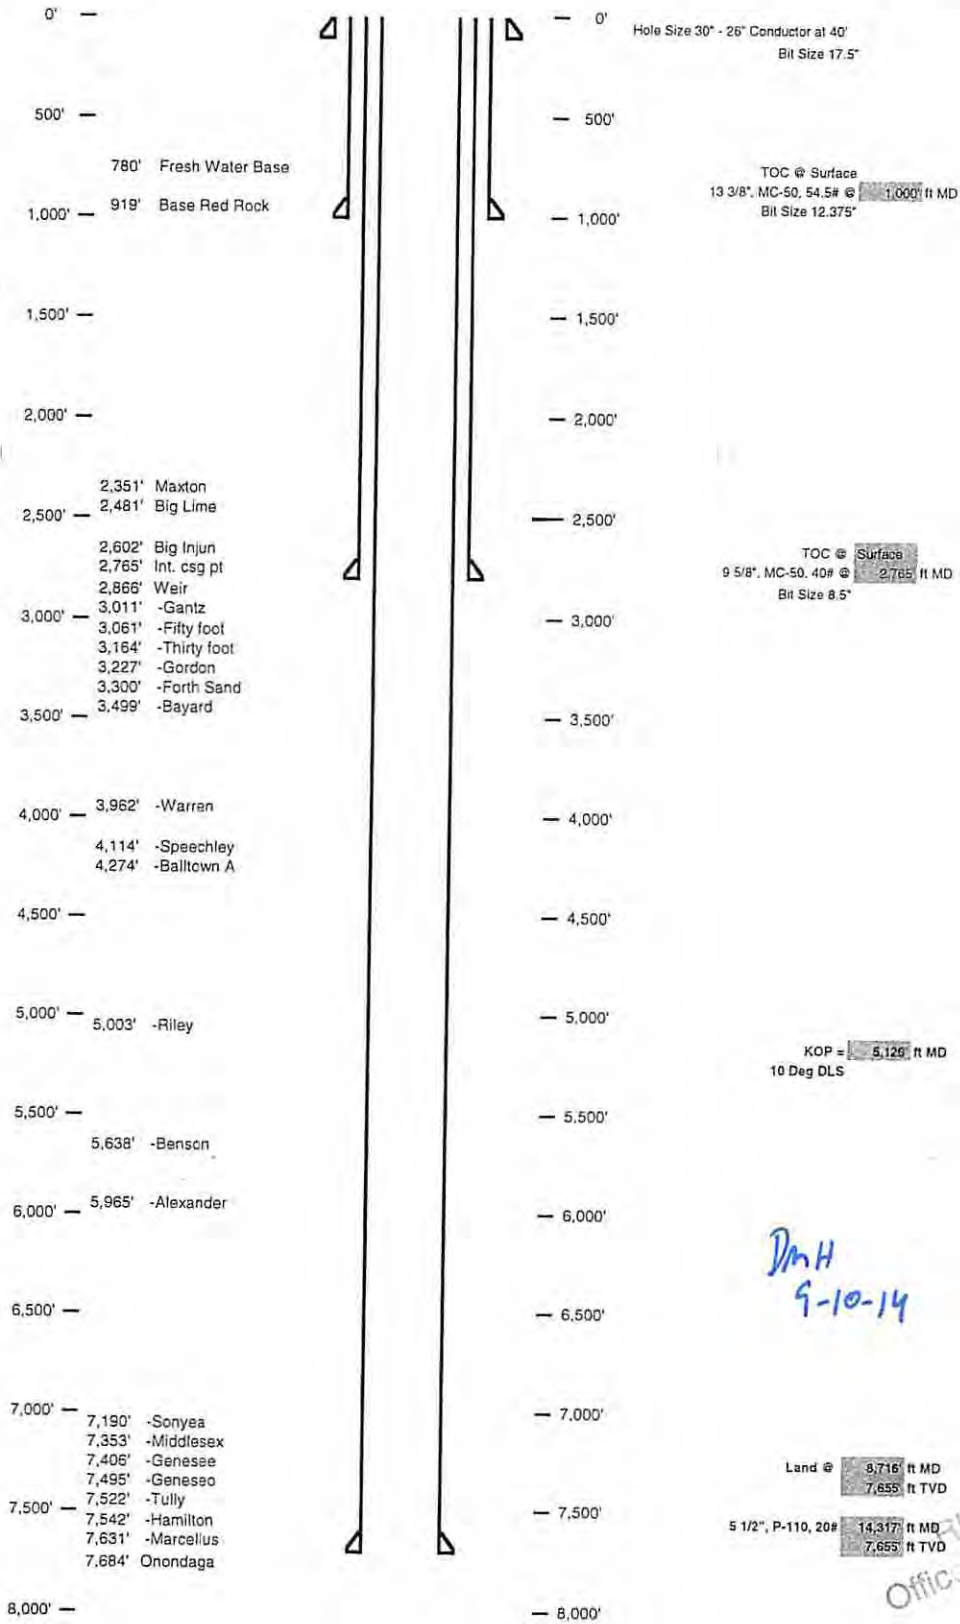 0'
0'
Hole Size 30" - 26" Conductor at 40'
Bit Size 17.5"
500'
500'
780' Fresh Water Base
TOC @ Surface
919' Base Red Rock
13 3/8", MC-50, 54.5# @ 1,000' ft MD
1,000'
1,000'
Bit Size 12.375"
1,500'
1,500'
2,000'
2,000'
2,351' Maxton
2,481' Big Lime
2,500'
2,500'
2,602' Big Injun
TOC @ Surface
2,765' Int. csg pt
9 5/8", MC-50, 40# @ 2,765' ft MD
2,866' Weir
Bit Size 8.5"
3,011' -Gantz
3,000'
3,000'
3,061' -Fifty foot
3,164' -Thirty foot
3,227' -Gordon
3,300' -Forth Sand
3,499' -Bayard
3,500'
3,500'
3,962' -Warren
4,000'
4,000'
4,114' -Speechley
4,274' -Balltown A
4,500'
4,500'
5,000'
5,000'
5,003' -Riley
KOP = ft MD
10 Deg DLS
5,500'
5,500'
5,638' -Benson
5,965' -Alexander
6,000'
6,000'
DMH
9-10-14
6,500'
6,500'
7,000'
7,000'
7,190' -Sonyea
7,353' -Middlesex
7,406' -Genesee
Land @ 8,716' ft MD
7,495' -Geneseo
7,655' ft TVD
7,522' -Tully
7,500'
7,500'
7,542' -Hamilton
5 1/2", P-110, 20# 14,317' ft MD
7,631' -Marcellus
7,655' ft TVD
7,684' Onondaga
8,000'
8,000'